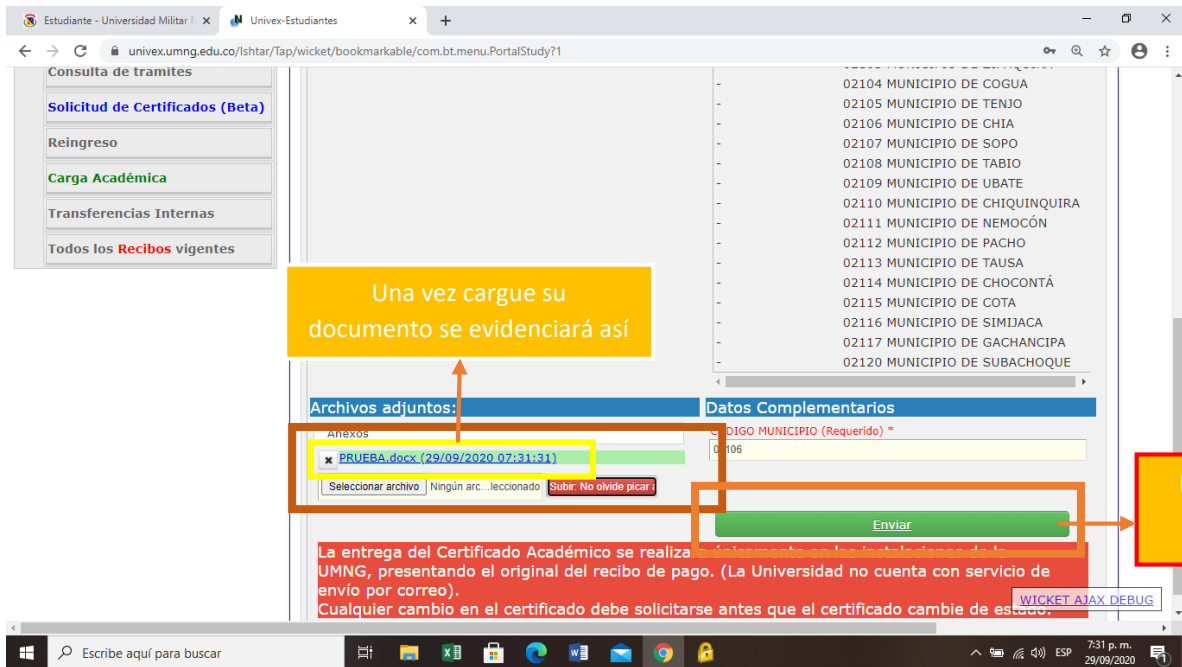 Estudiante - Universidad Militar
Univex-Estudiantes
univex.umng.edu.co/Ishtar/Tap/wicket/bookmarkable/com.bt.menu.PortalStudy?1
Consulta de tramites
Solicitud de Certificados (Beta)
Reingreso
Carga Académica
Transferencias Internas
Todos los Recibos vigentes
- 02104 MUNICIPIO DE COGUA
- 02105 MUNICIPIO DE TENJO
- 02106 MUNICIPIO DE CHIA
- 02107 MUNICIPIO DE SOPO
- 02108 MUNICIPIO DE TABIO
- 02109 MUNICIPIO DE UBATE
- 02110 MUNICIPIO DE CHIQUINQUIRA
- 02111 MUNICIPIO DE NEMOCÓN
- 02112 MUNICIPIO DE PACHO
- 02113 MUNICIPIO DE TAUSA
- 02114 MUNICIPIO DE CHOCONTÁ
- 02115 MUNICIPIO DE COTA
- 02116 MUNICIPIO DE SIMIJACA
- 02117 MUNICIPIO DE GACHANCIPA
- 02120 MUNICIPIO DE SUBACHOQUE
Una vez cargue su
documento se evidenciará así
Archivos adjuntos:
Anexos
PRUEBA.docx (29/09/2020 07:31:31)
Seleccionar archivo Ningún arc...leccionado Subir: No olvide picar
Datos Complementarios
CODIGO MUNICIPIO (Requerido) *
02106
Enviar
La entrega del Certificado Académico se realiza únicamente en las instalaciones de la
UMNG, presentando el original del recibo de pago. (La Universidad no cuenta con servicio de
envío por correo).
Cualquier cambio en el certificado debe solicitarse antes que el certificado cambie de estado.
WICKET AJAX DEBUG
Escribe aquí para buscar
ESP
7:31 p. m.
29/09/2020